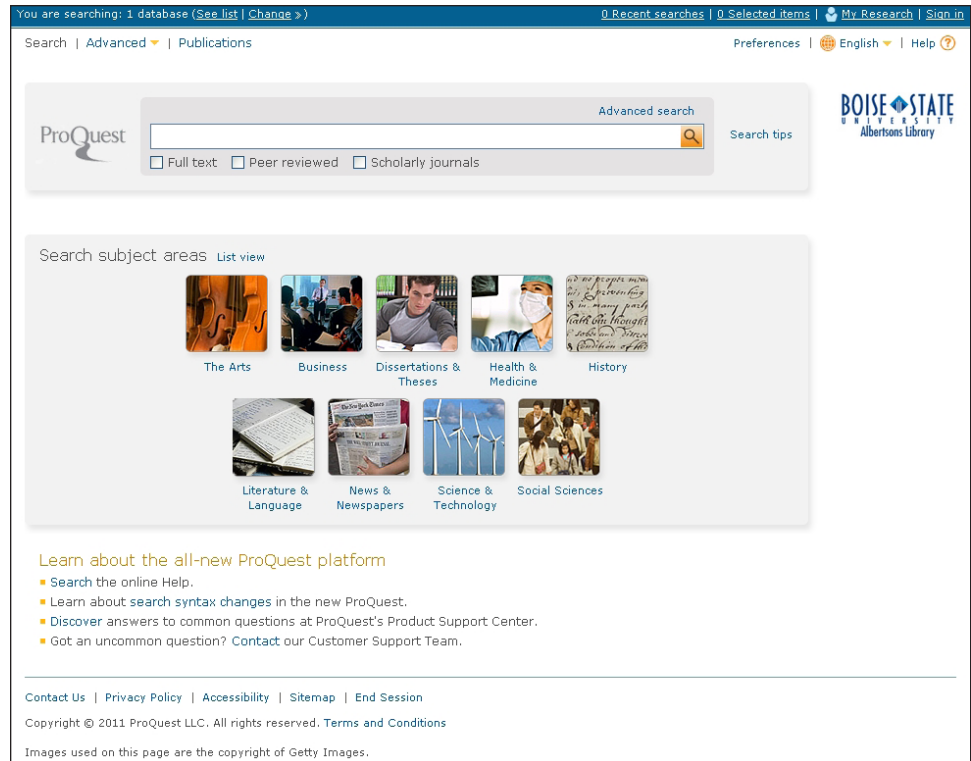 You are searching: 1 database (See list | Change »)
0 Recent searches | 0 Selected items | My Research | Sign in
Search | Advanced | Publications
Preferences | English | Help ?
Advanced search
ProQuest
Search tips
Full text Peer reviewed Scholarly journals
BOISE STATE
UNIVERSITY
Albertsons Library
Search subject areas List view
The Arts
Business
Dissertations &
Theses
Health &
Medicine
History
The New York Times
Literature &
Language
News &
Newspapers
Science &
Technology
Social Sciences
Learn about the all-new ProQuest platform
Search the online Help.
Learn about search syntax changes in the new ProQuest.
Discover answers to common questions at ProQuest's Product Support Center.
Got an uncommon question? Contact our Customer Support Team.
Contact Us | Privacy Policy | Accessibility | Sitemap | End Session
Copyright © 2011 ProQuest LLC. All rights reserved. Terms and Conditions
Images used on this page are the copyright of Getty Images.